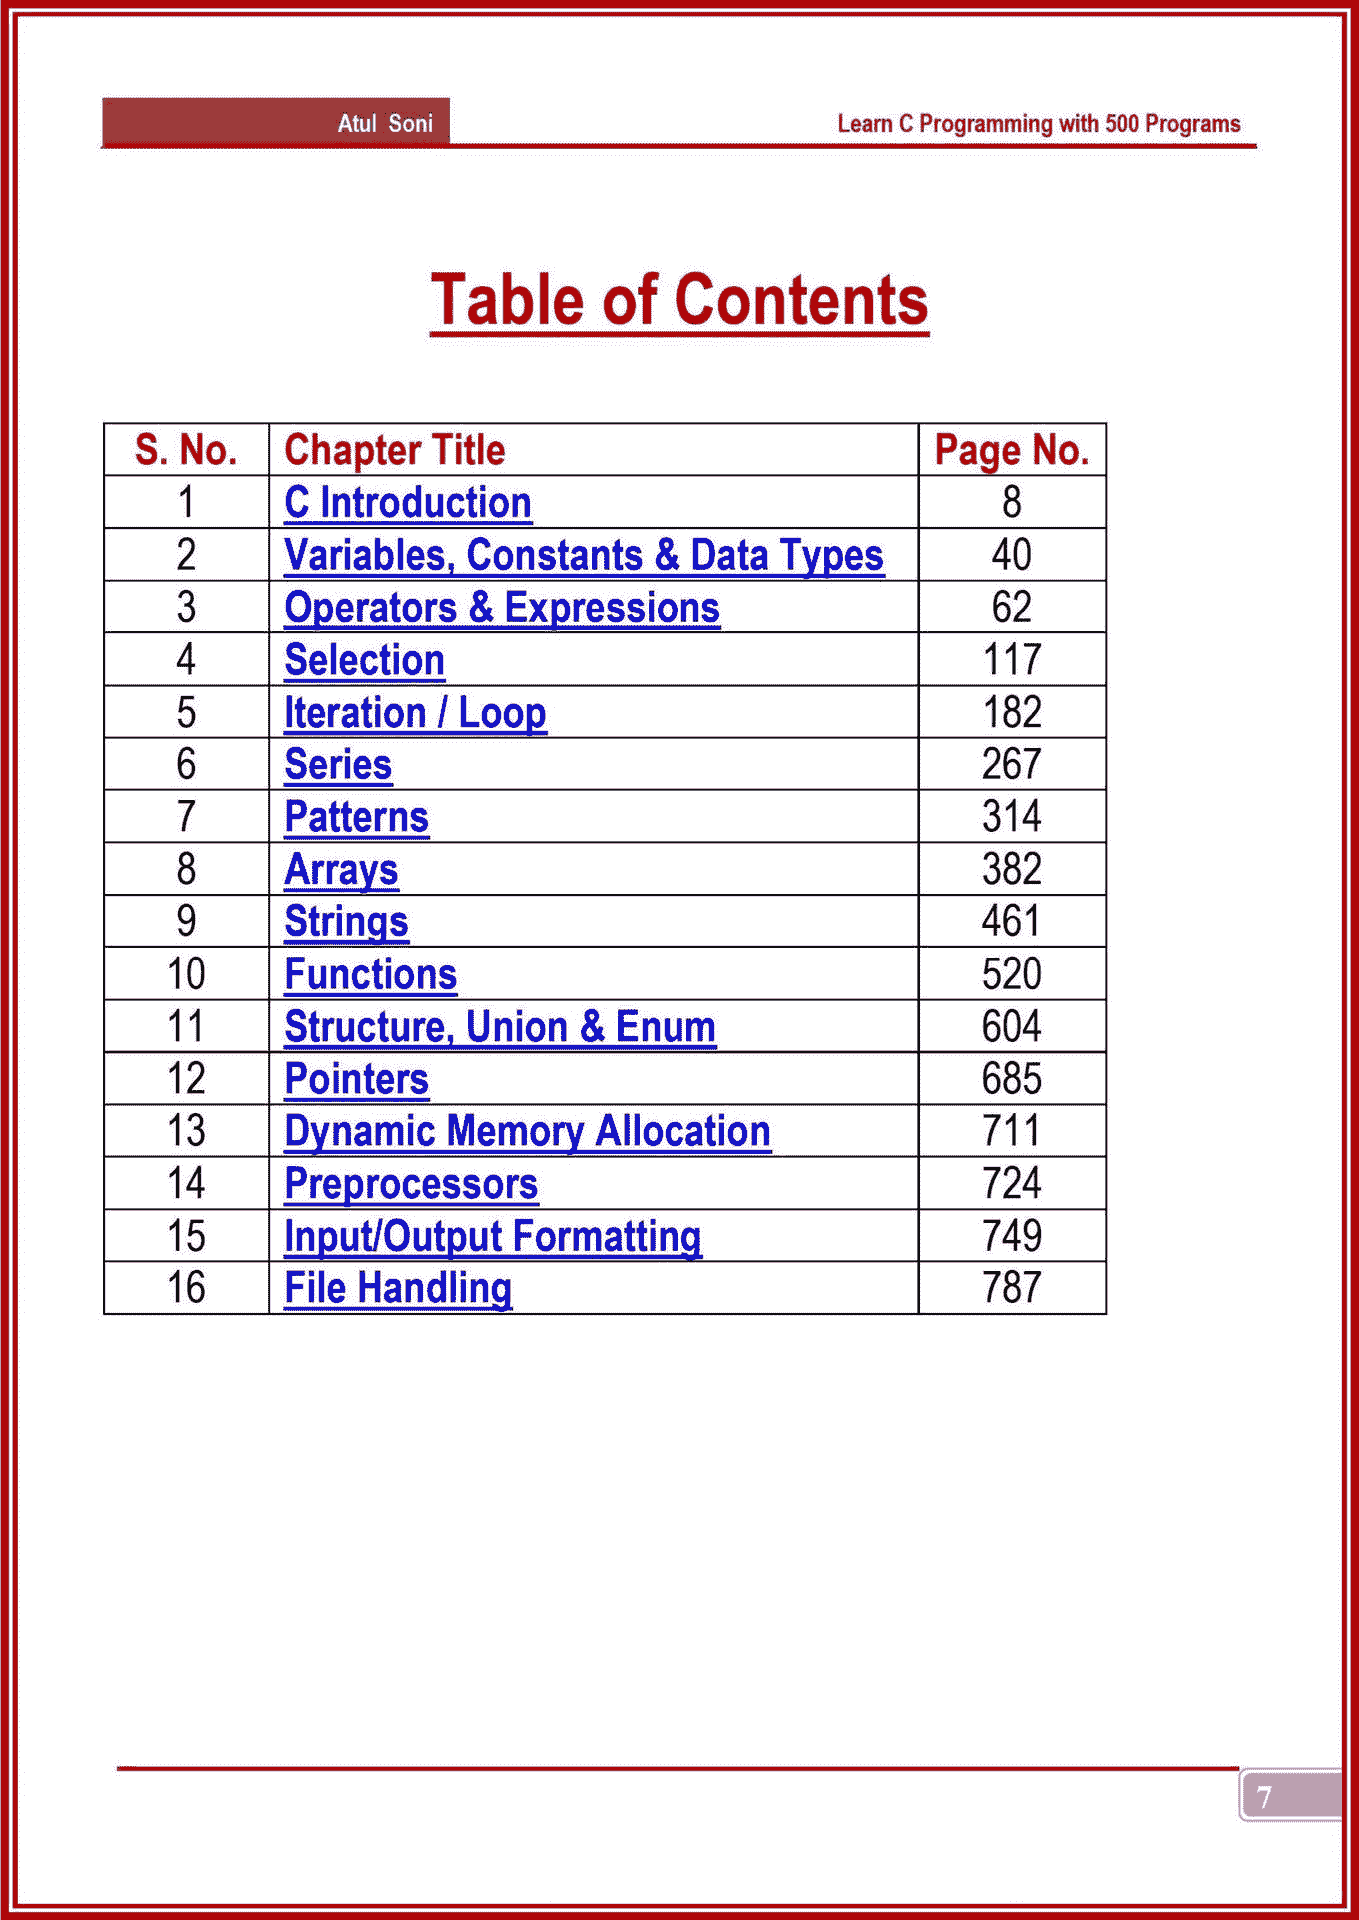 Atul Soni Learn C Programming with 500 Programs
Table of Contents
S. No. Chapter Title Page No.
1 C Introduction 8
2 Variables, Constants & Data Types 40
3 Operators & Expressions 62
4 Selection 117
5 Iteration / Loop 182
6 Series 267
7 Patterns 314
8 Arrays 382
9 Strings 461
10 Functions 520
11 Structure, Union & Enum 604
12 Pointers 685
13 Dynamic Memory Allocation 711
14 Preprocessors 724
15 Input/Output Formatting 749
16 File Handling 787
7